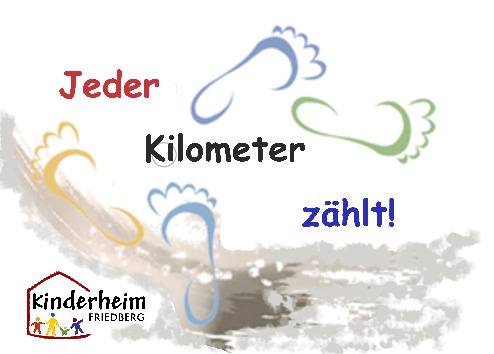 Jeder
Kilometer
zählt!
Kinderheim
FRIEDBERG